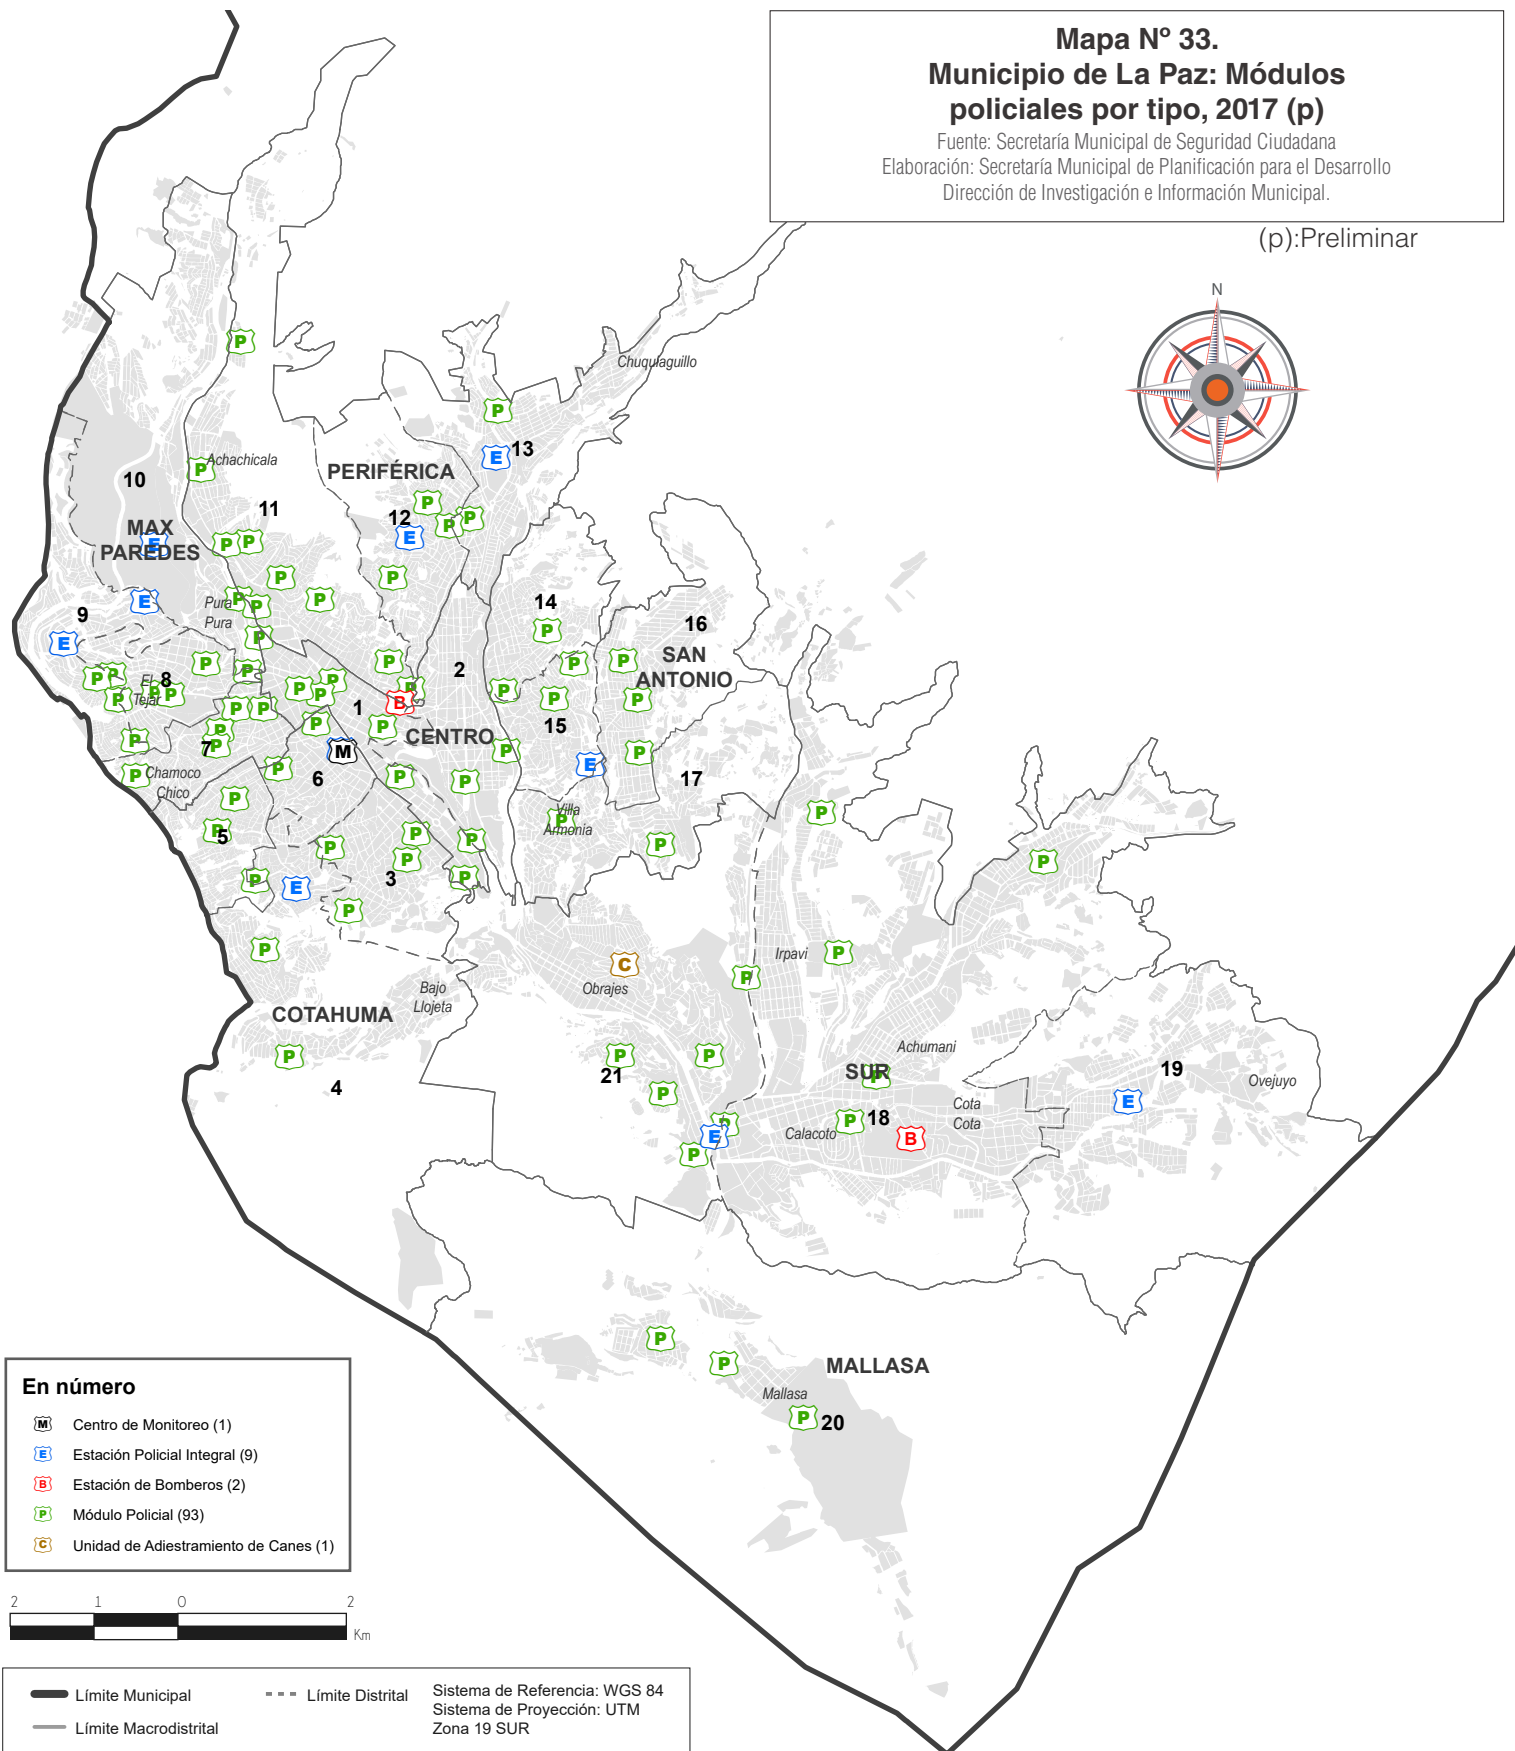 Mapa Nº 33.
Municipio de La Paz: Módulos
policiales por tipo, 2017 (p)
Fuente: Secretaría Municipal de Seguridad Ciudadana
Elaboración: Secretaría Municipal de Planificación para el Desarrollo
Dirección de Investigación e Información Municipal.
(p):Preliminar
N
P
Chuquiaguillo
P
13
E
PERIFÉRICA
Achachicala
P
10
11
12
P
P
P
E
MAX
PAREDES
E
P
P
P
P
P
P
P
Pura
Pura
E
9
E
P
14
P
16
SAN
ANTONIO
P
P
P
2
P
P
P
P
El
Tejar
8
P
P
P
P
P
P
P
P
1
P
B
P
P
P
15
P
P
P
P
P
7
P
P
M
CENTRO
P
P
E
P
17
6
P
P
P
P
Chamoco
Chico
P
P
5
Villa
Armonía
P
P
P
P
P
P
P
P
P
3
P
E
P
P
P
P
C
Obrajes
Irpavi
P
P
Bajo
Llojeta
COTAHUMA
P
4
P
P
21
P
Achumani
SUR
P
19
Ovejuyo
E
Cota
Cota
P
18
Calacoto
B
P
E
P
P
P
MALLASA
Mallasa
P
20
En número
M Centro de Monitoreo (1)
E Estación Policial Integral (9)
B Estación de Bomberos (2)
P Módulo Policial (93)
C Unidad de Adiestramiento de Canes (1)
2 1 0 2
Km
Límite Municipal
Límite Distrital
Límite Macrodistrital
Sistema de Referencia: WGS 84
Sistema de Proyección: UTM
Zona 19 SUR